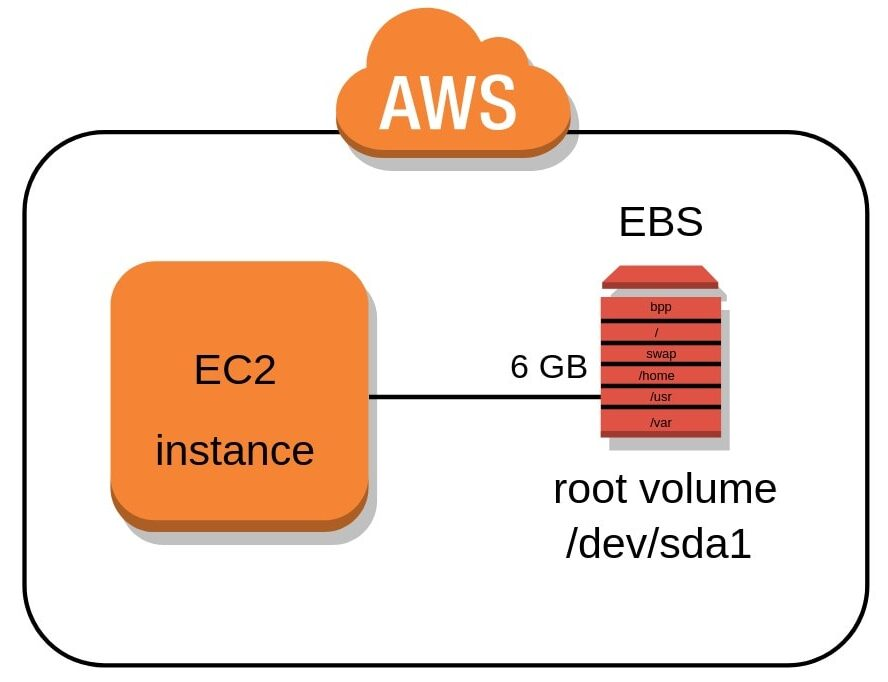 AWS
EBS
bpp
/
swap
/home
/usr
/var
6 GB
EC2
instance
root volume
/dev/sda1